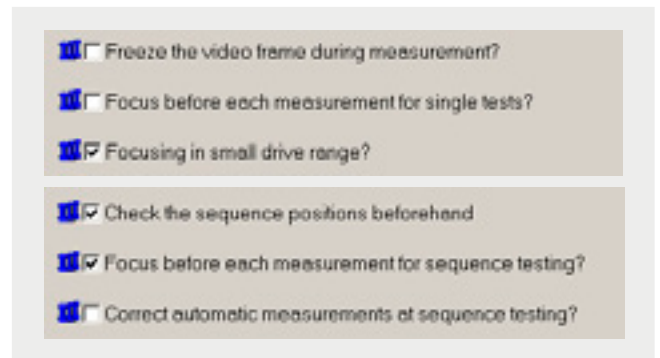 Freeze the video frame during measurement?
Focus before each measurement for single tests?
Focusing in small drive range?
Check the sequence positions beforehand
Focus before each measurement for sequence testing?
Correct automatic measurements at sequence testing?